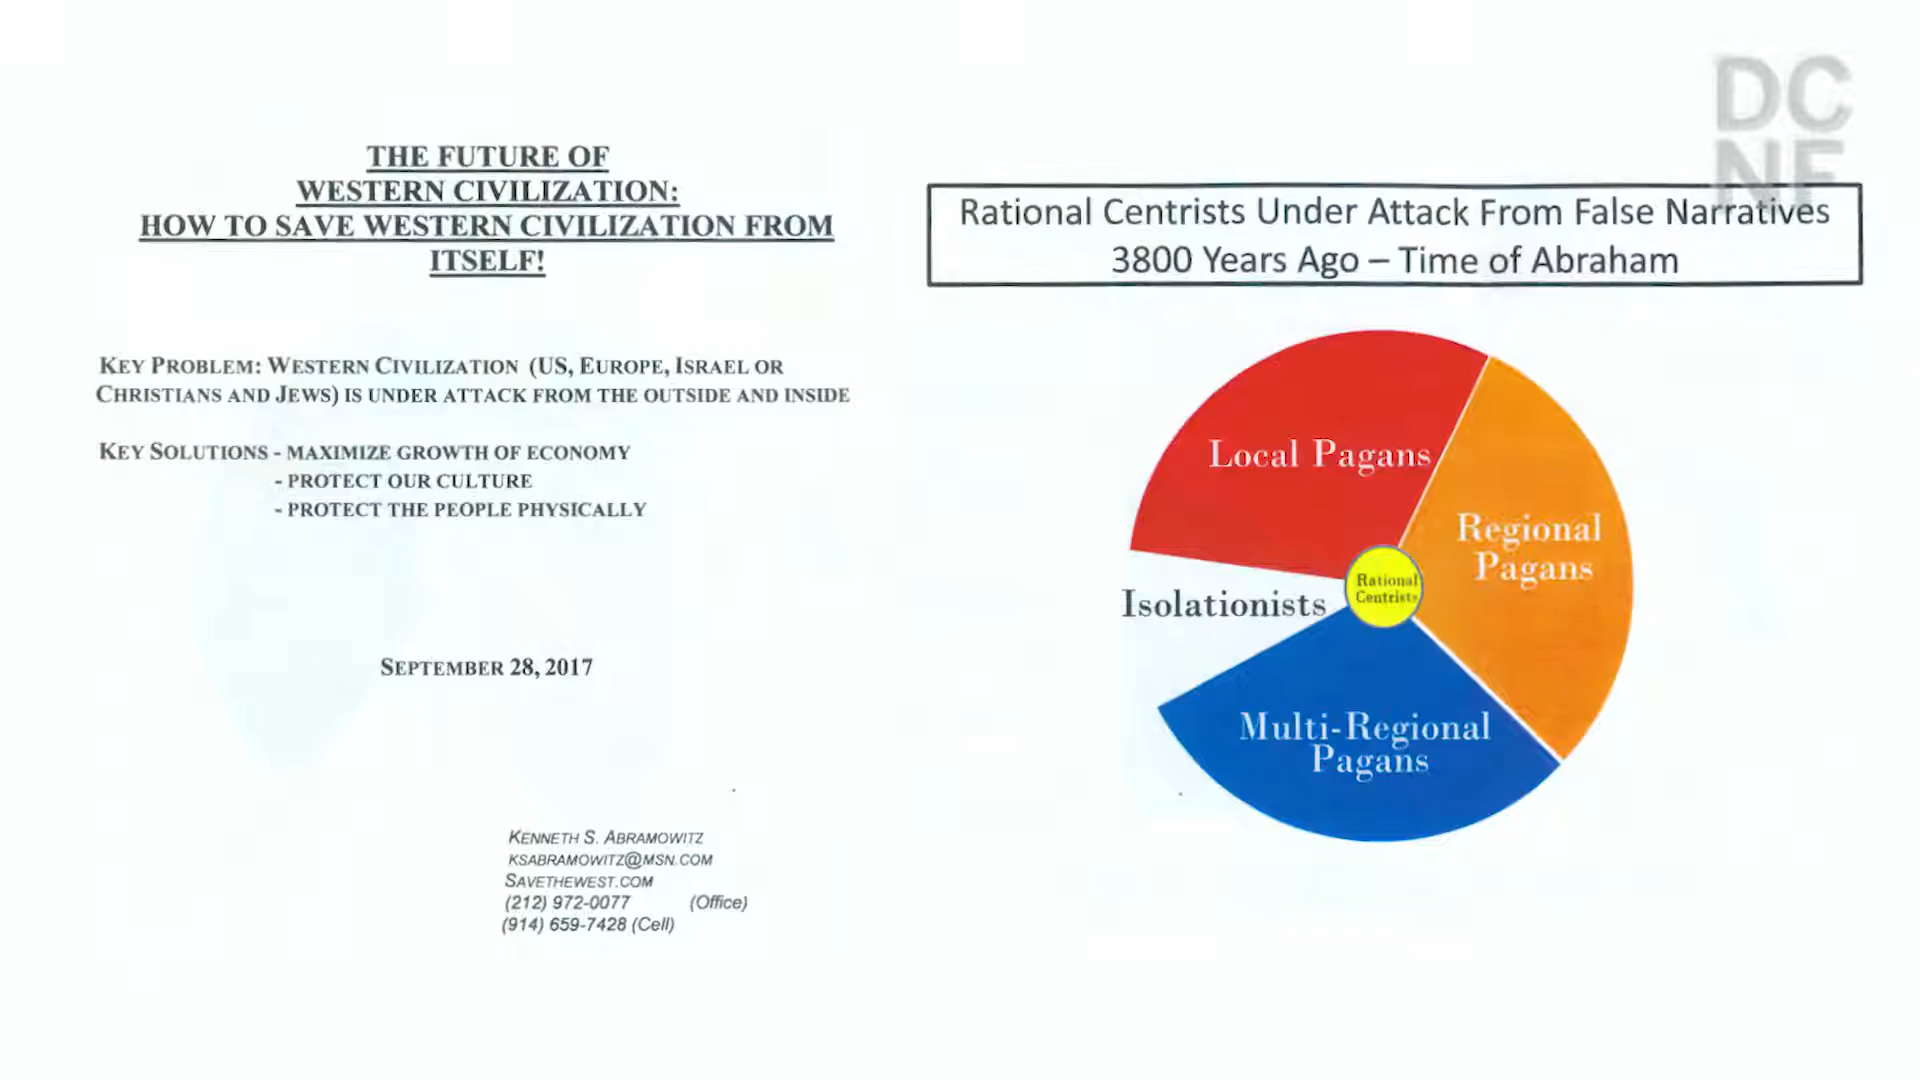 THE FUTURE OF
WESTERN CIVILIZATION:
HOW TO SAVE WESTERN CIVILIZATION FROM
ITSELF!
KEY PROBLEM: WESTERN CIVILIZATION (US, EUROPE, ISRAEL OR
CHRISTIANS AND JEWS) IS UNDER ATTACK FROM THE OUTSIDE AND INSIDE
KEY SOLUTIONS - MAXIMIZE GROWTH OF ECONOMY
- PROTECT OUR CULTURE
- PROTECT THE PEOPLE PHYSICALLY
SEPTEMBER 28, 2017
KENNETH S. ABRAMOWITZ
KSABRAMOWITZ@MSN.COM
SAVETHEWEST.COM
(212) 972-0077 (Office)
(914) 659-7428 (Cell)
DC
NF
Rational Centrists Under Attack From False Narratives
3800 Years Ago – Time of Abraham
Local Pagans
Regional
Pagans
Rational
Centrists
Isolationists
Multi-Regional
Pagans